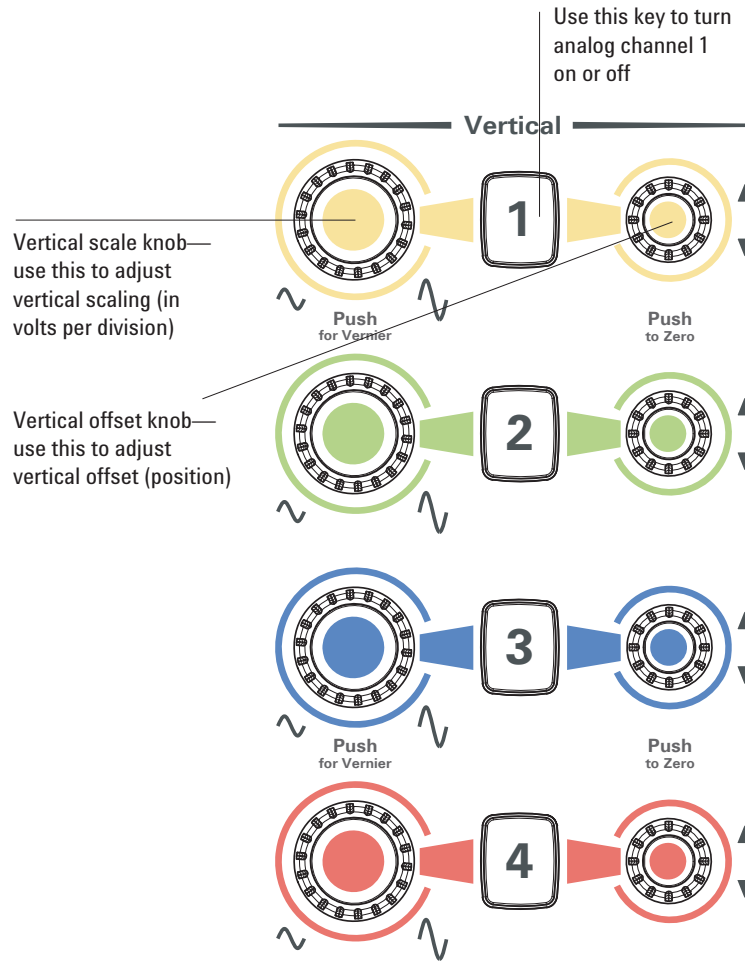 Use this key to turn
analog channel 1
on or off
Vertical
1
Vertical scale knob—
use this to adjust
vertical scaling (in
volts per division)
Push
for Vernier
Push
to Zero
Vertical offset knob—
use this to adjust
vertical offset (position)
2
3
Push
for Vernier
Push
to Zero
4